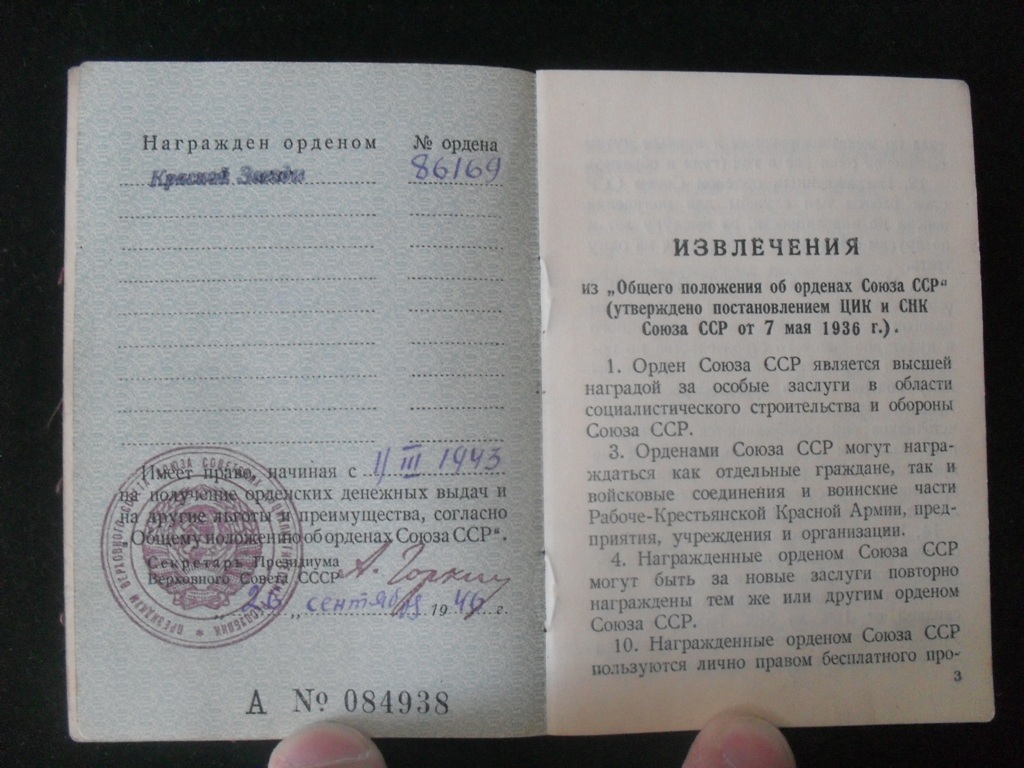 Награжден орденом № ордена
Красной Звезды 86169
Имеет право, начиная с 1/III 1943
на получение орденских денежных выдач и
на другие льготы и преимущества, согласно
„Общему положению об орденах Союза ССР“.
Секретарь Президиума
Верховного Совета СССР А. Горкин
„26„ сентября 1946 г.
А № 084938
ИЗВЛЕЧЕНИЯ
из „Общего положения об орденах Союза ССР“
(утверждено постановлением ЦИК и СНК
Союза ССР от 7 мая 1936 г.).
1. Орден Союза ССР является высшей
наградой за особые заслуги в области
социалистического строительства и обороны
Союза ССР.
3. Орденами Союза ССР могут награ-
ждаться как отдельные граждане, так и
войсковые соединения и воинские части
Рабоче-Крестьянской Красной Армии, пред-
приятия, учреждения и организации.
4. Награжденные орденом Союза ССР
могут быть за новые заслуги повторно
награждены тем же или другим орденом
Союза ССР.
10. Награжденные орденом Союза ССР
пользуются лично правом бесплатного про-
3